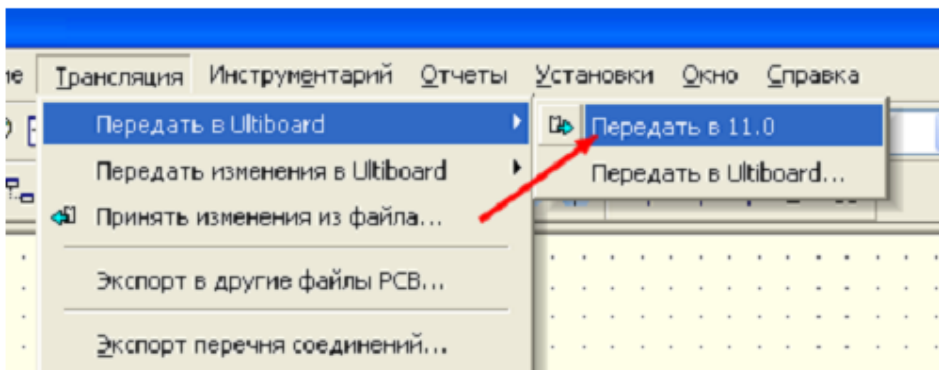 ие Трансляция Инструментарий Отчеты Установки Окно Справка
Передать в Ultiboard
Передать изменения в Ultiboard
Принять изменения из файла...
Экспорт в другие файлы PCB...
Экспорт перечня соединений...
Передать в 11.0
Передать в Ultiboard...